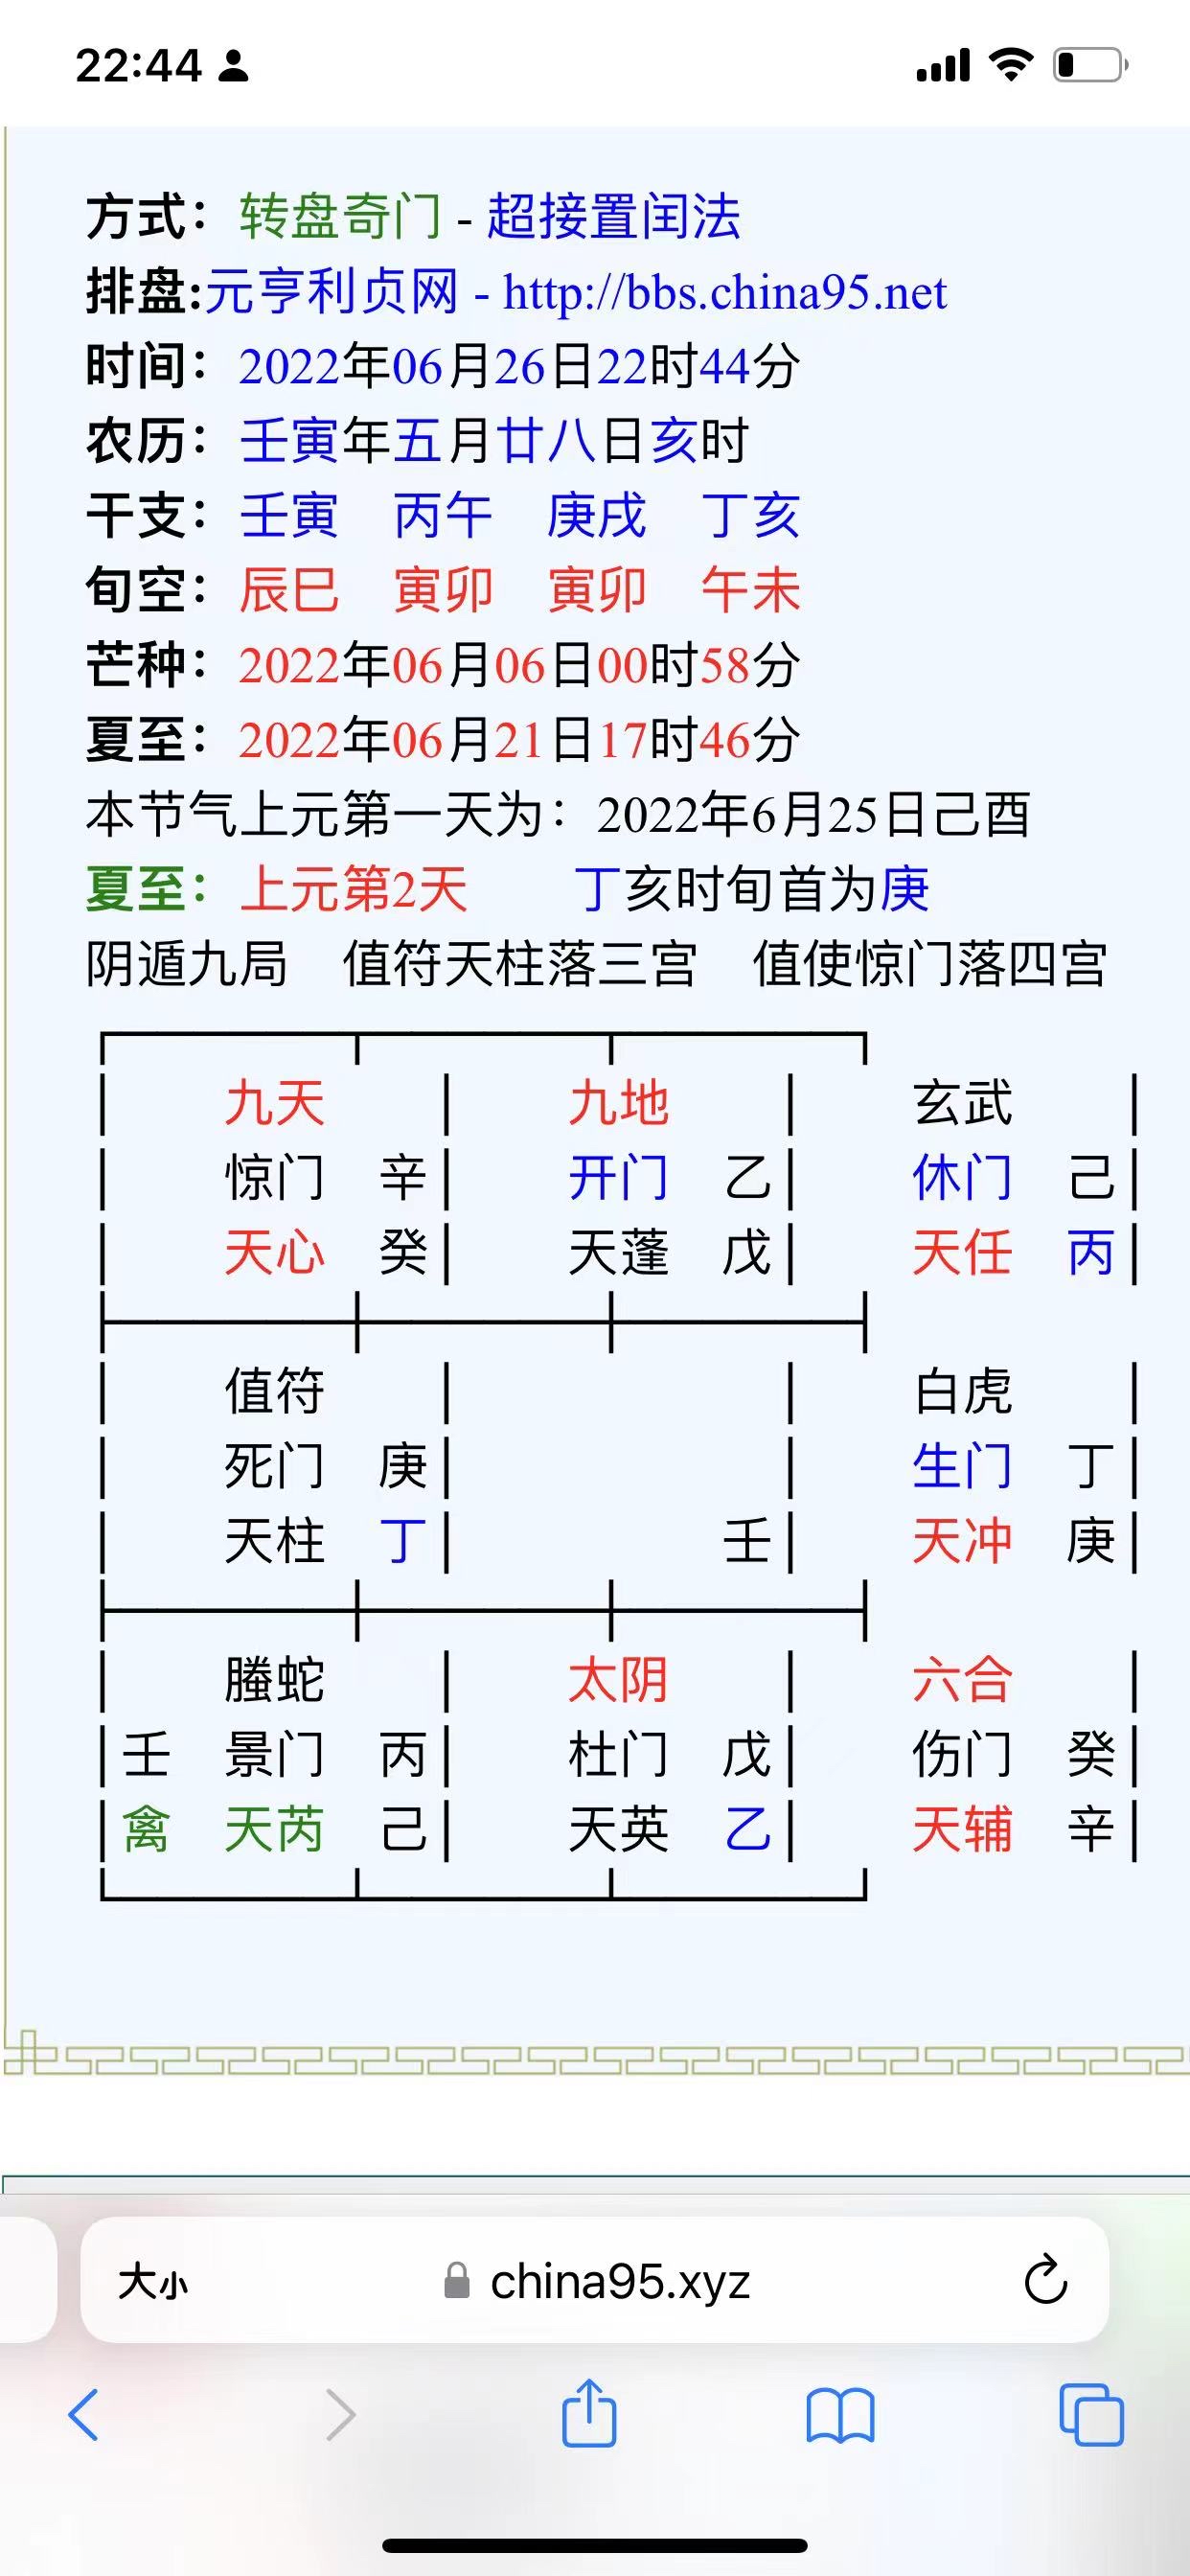 22:44
方式：转盘奇门 - 超接置闰法
排盘:元亨利贞网 - http://bbs.china95.net
时间：2022年06月26日22时44分
农历：壬寅年五月廿八日亥时
干支：壬寅　丙午　庚戌　丁亥
旬空：辰巳　寅卯　寅卯　午未
芒种：2022年06月06日00时58分
夏至：2022年06月21日17时46分
本节气上元第一天为：2022年6月25日己酉
夏至：上元第2天　　丁亥时旬首为庚
阴遁九局　值符天柱落三宫　值使惊门落四宫
九天　九地　玄武
惊门　辛　开门　乙　休门　己
天心　癸　天蓬　戊　天任　丙
值符　白虎
死门　庚　生门　丁
天柱　丁　壬　天冲　庚
螣蛇　太阴　六合
壬　景门　丙　杜门　戊　伤门　癸
禽　天芮　己　天英　乙　天辅　辛
大小　china95.xyz